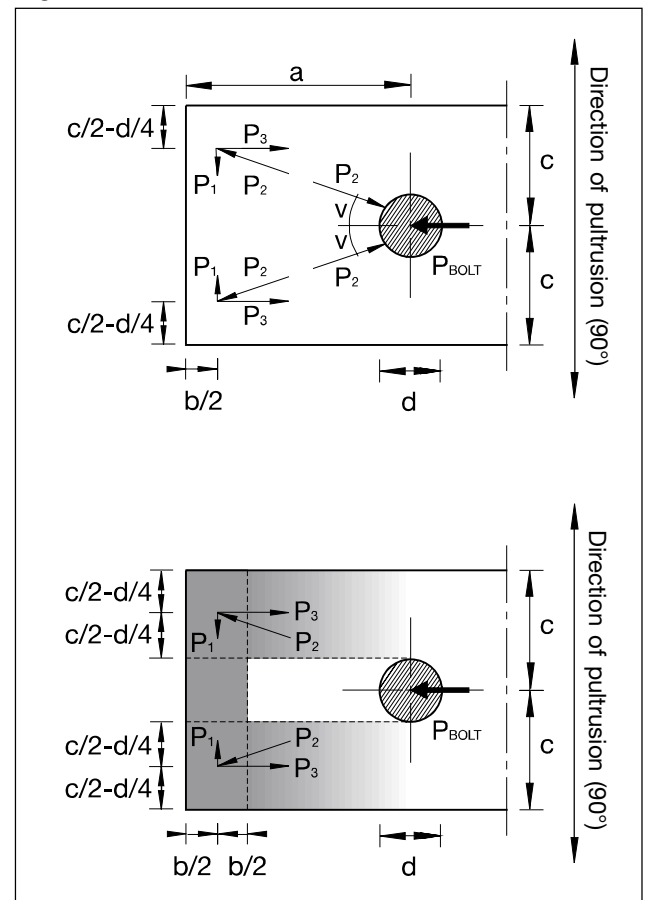 a
c/2-d/4
P3
P1
P2
P2
v
v
c
Direction of pultrusion (90°)
P1
P2
P2
PBOLT
P3
c
c/2-d/4
b/2
d
c/2-d/4
P3
c/2-d/4
P1
P2
c
Direction of pultrusion (90°)
PBOLT
c/2-d/4
P1
P2
P3
c
c/2-d/4
b/2
b/2
d